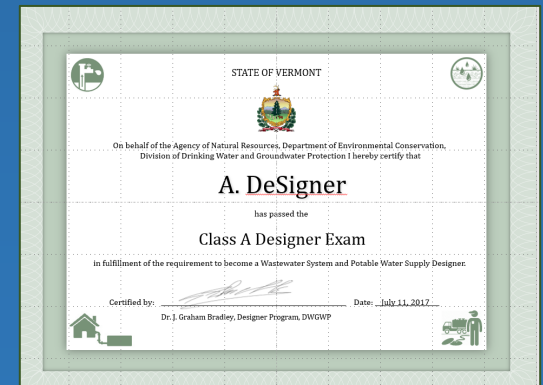 STATE OF VERMONT
On behalf of the Agency of Natural Resources, Department of Environmental Conservation,
Division of Drinking Water and Groundwater Protection I hereby certify that
A. DeSigner
has passed the
Class A Designer Exam
in fulfillment of the requirement to become a Wastewater System and Potable Water Supply Designer.
Certified by: Date: July 11, 2017
Dr. J. Graham Bradley, Designer Program, DWGWP